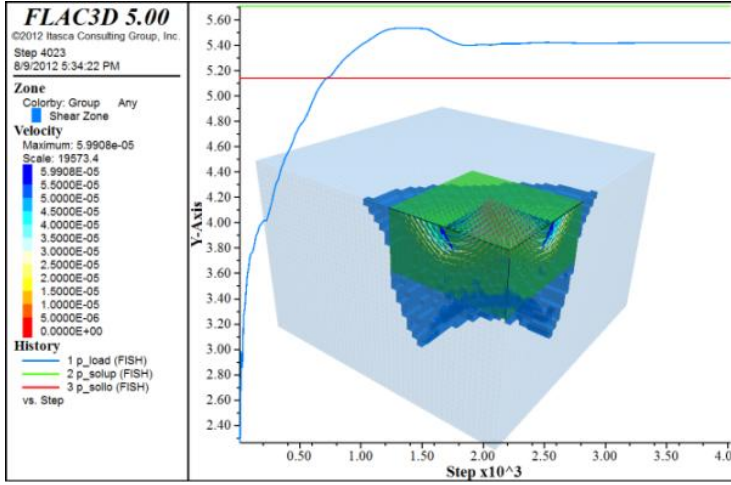 FLAC3D 5.00
©2012 Itasca Consulting Group, Inc.
Step 4023
8/9/2012 5:34:22 PM
Zone
Colorby: Group Any
Shear Zone
Velocity
Maximum: 5.9908e-05
Scale: 19573.4
5.9908E-05
5.5000E-05
5.0000E-05
4.5000E-05
4.0000E-05
3.5000E-05
3.0000E-05
2.5000E-05
2.0000E-05
1.5000E-05
1.0000E-05
5.0000E-06
0.0000E+00
History
1 p_load (FISH)
2 p_solup (FISH)
3 p_sollo (FISH)
vs. Step
Y-Axis
5.60
5.40
5.20
5.00
4.80
4.60
4.40
4.20
4.00
3.80
3.60
3.40
3.20
3.00
2.80
2.60
2.40
0.50
1.00
1.50
2.00
2.50
3.00
3.50
4.0
Step x10^3